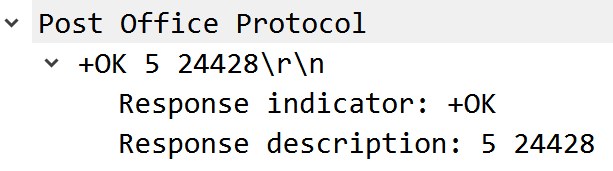 Post Office Protocol
+OK 5 24428\r\n
Response indicator: +OK
Response description: 5 24428